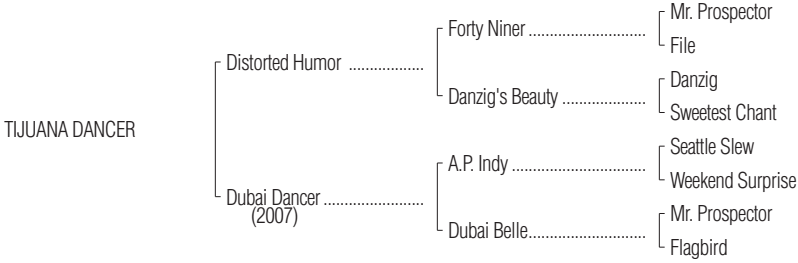 Mr. Prospector
Forty Niner ............................
File
Distorted Humor ..................
Danzig
Danzig's Beauty ....................
Sweetest Chant
TIJUANA DANCER
Seattle Slew
A.P. Indy ................................
Weekend Surprise
Dubai Dancer ........................
(2007)
Mr. Prospector
Dubai Belle............................
Flagbird